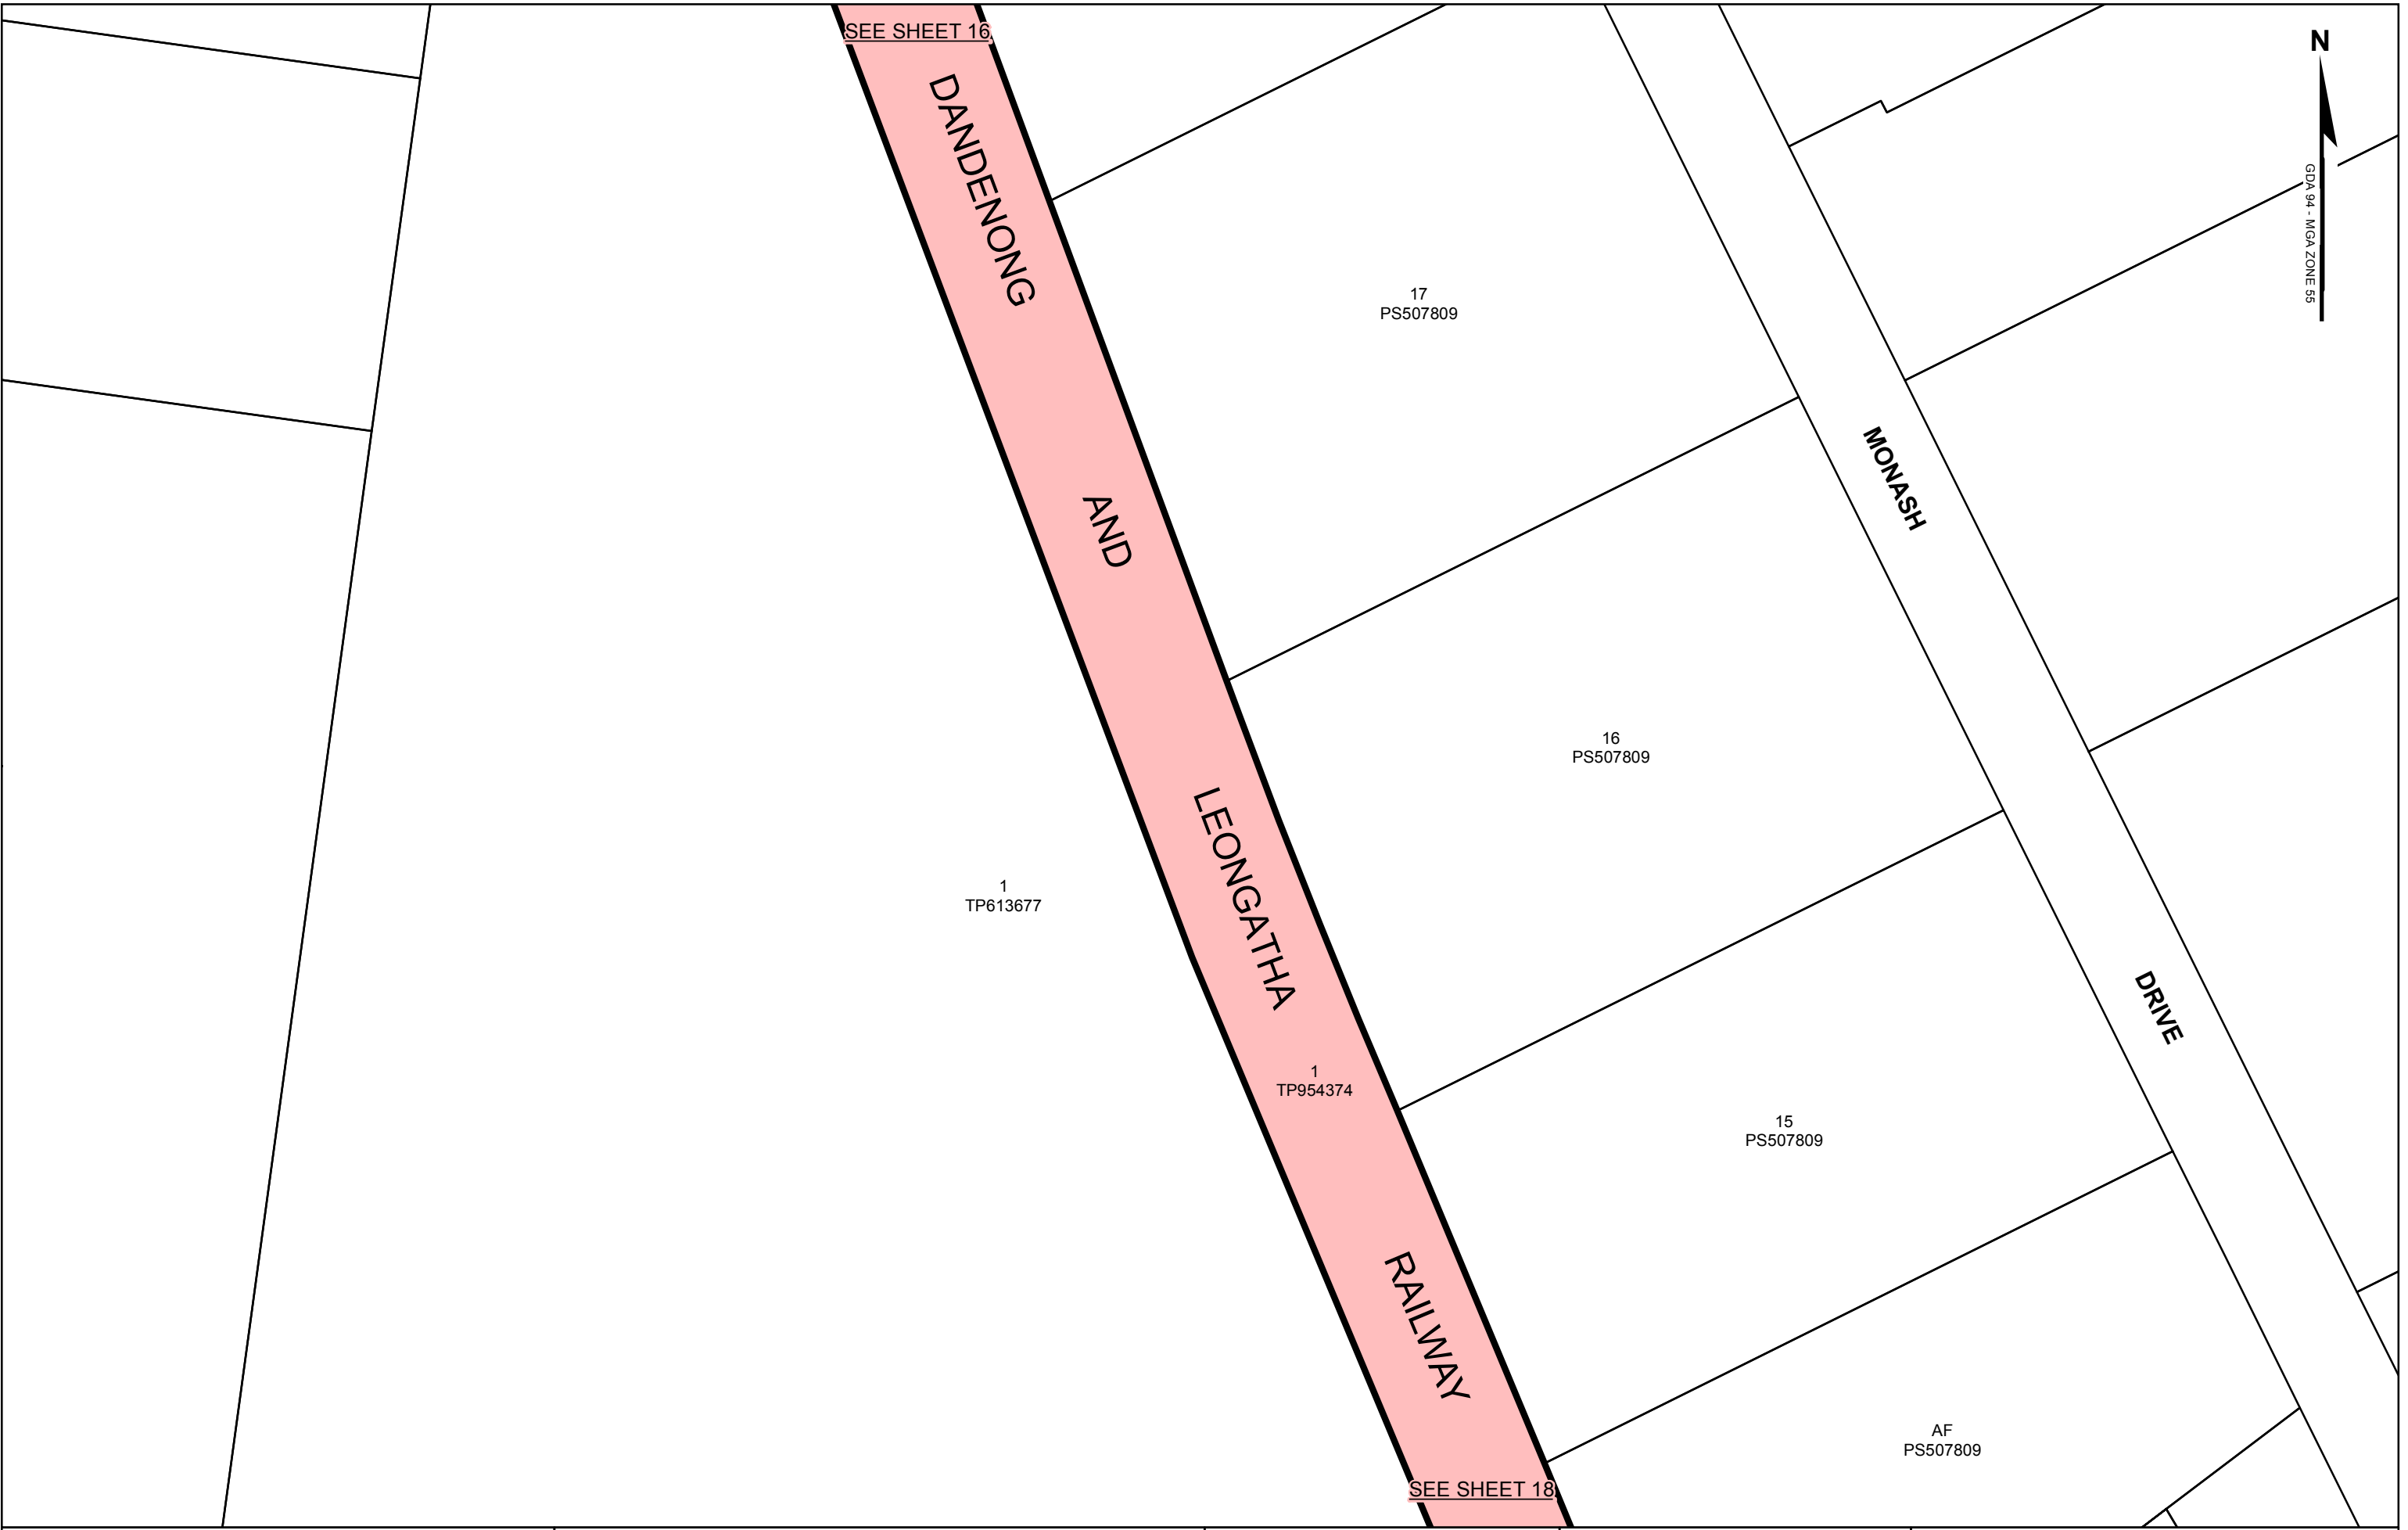 SEE SHEET 16
N
GDA 94 - MGA ZONE 55
DANDENONG
17
PS507809
MONASH
AND
16
PS507809
LEONGATHA
1
TP613677
DRIVE
1
TP954374
15
PS507809
RAILWAY
AF
PS507809
SEE SHEET 18